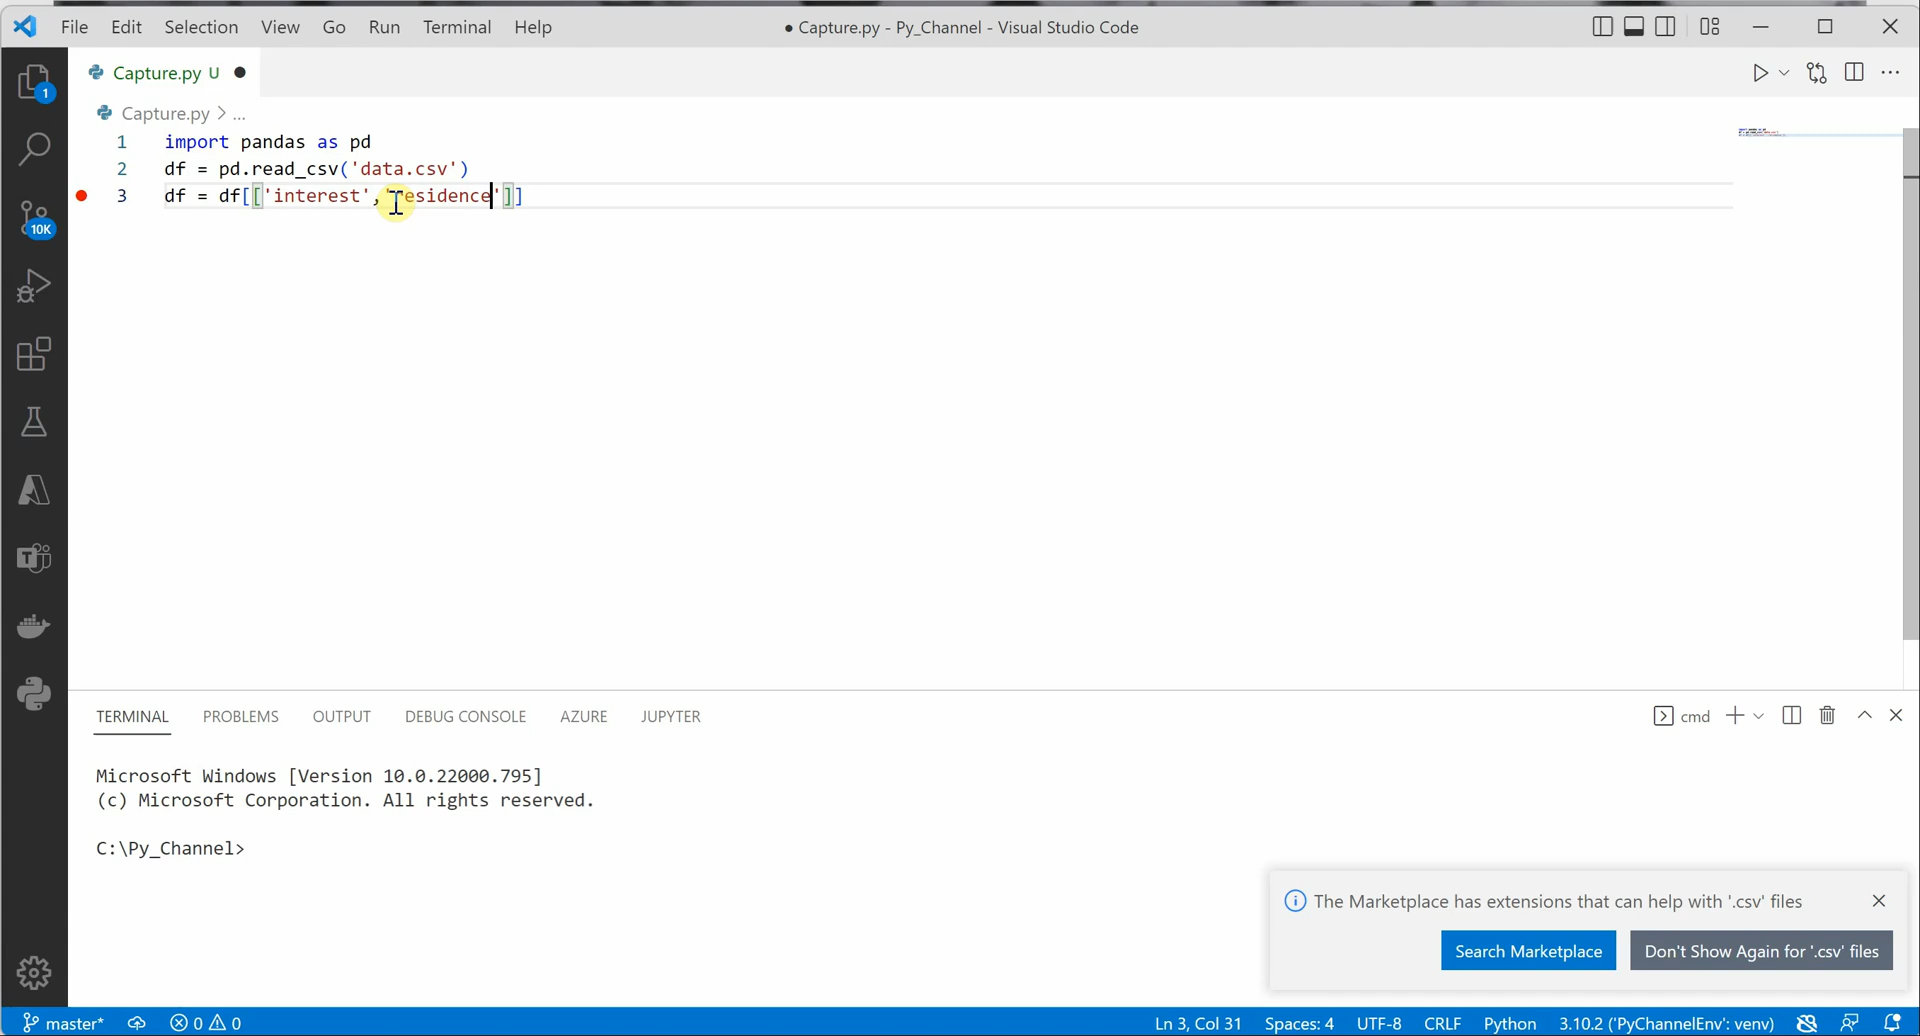 File Edit Selection View Go Run Terminal Help
● Capture.py - Py_Channel - Visual Studio Code
Capture.py U ●
Capture.py > ...
1 import pandas as pd
2 df = pd.read_csv('data.csv')
3 df = df[['interest','residence']]
1
10K
TERMINAL PROBLEMS OUTPUT DEBUG CONSOLE AZURE JUPYTER
cmd
Microsoft Windows [Version 10.0.22000.795]
(c) Microsoft Corporation. All rights reserved.
C:\Py_Channel>
The Marketplace has extensions that can help with '.csv' files
Search Marketplace Don't Show Again for '.csv' files
master* 0 0 Ln 3, Col 31 Spaces: 4 UTF-8 CRLF Python 3.10.2 ('PyChannelEnv': venv)